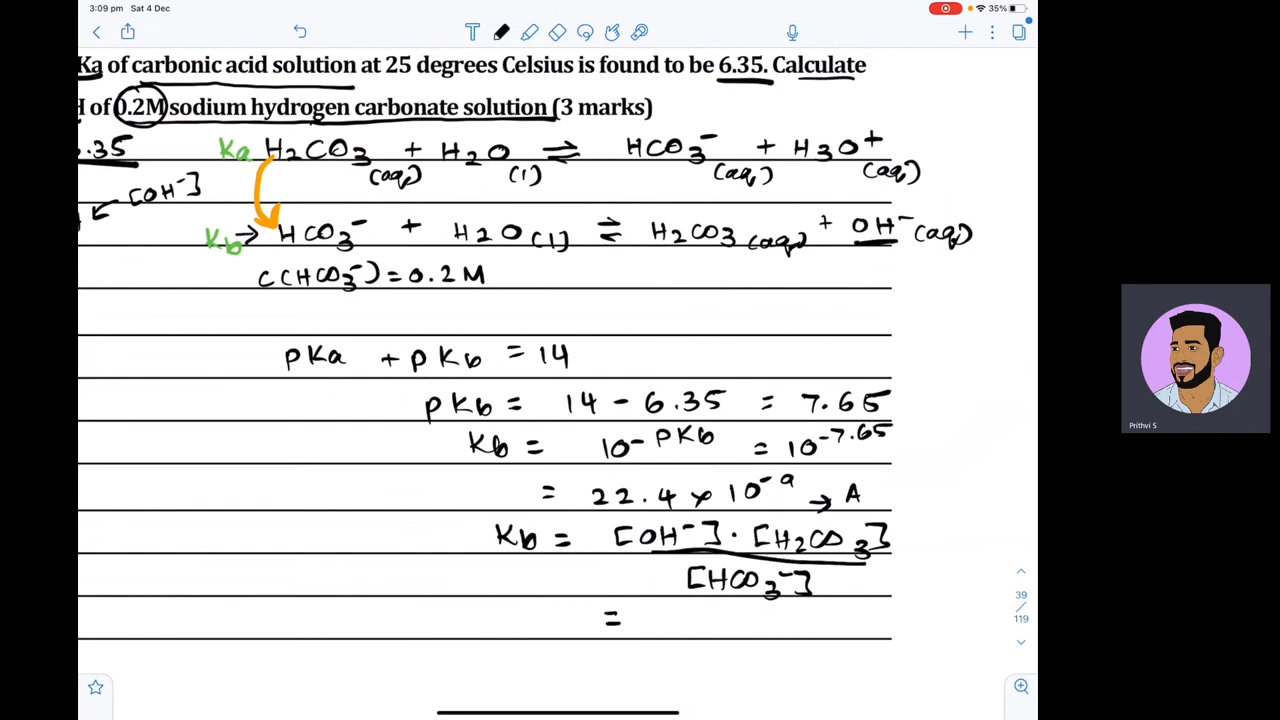 3:09 pm Sat 4 Dec
35%
Ka of carbonic acid solution at 25 degrees Celsius is found to be 6.35. Calculate
H of 0.2M sodium hydrogen carbonate solution (3 marks)
.35 Ka H2CO3 (aq) + H2O (l) ⇌ HCO3⁻ (aq) + H3O⁺ (aq)
← [OH⁻]
Kb → HCO3⁻ + H2O (l) ⇌ H2CO3 (aq) + OH⁻ (aq)
C(HCO3⁻) = 0.2M
pKa + pKb = 14
pKb = 14 - 6.35 = 7.65
Kb = 10^-pKb = 10^-7.65
= 22.4 × 10^-9 → A
Kb = [OH⁻] · [H2CO3]
[HCO3⁻]
=
39
/
119
Prithvi S